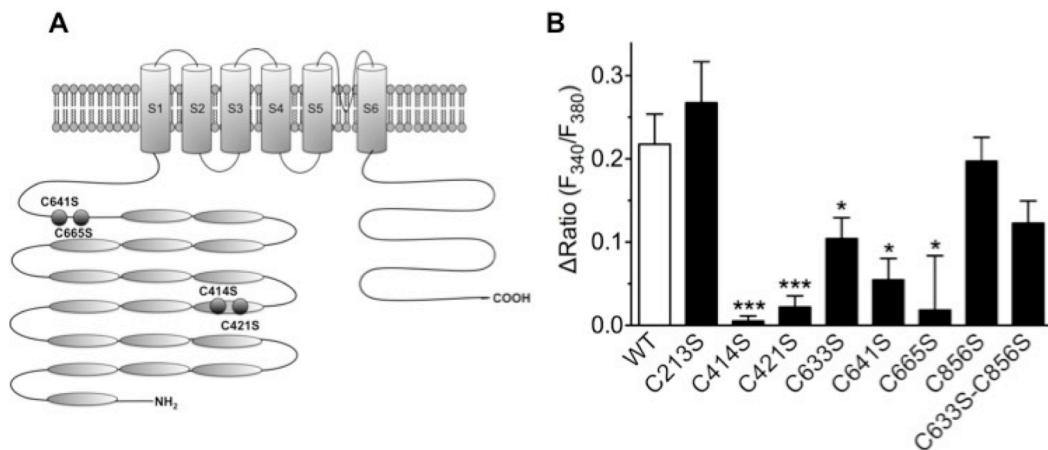 A
S1 S2 S3 S4 S5 S6
C641S
C665S
C414S
C421S
COOH
NH₂
B
ΔRatio (F₃₄₀/F₃₈₀)
0.3
0.2
0.1
0.0
*** *** * * *
WT C213S C414S C421S C633S C641S C665S C856S C633S-C856S